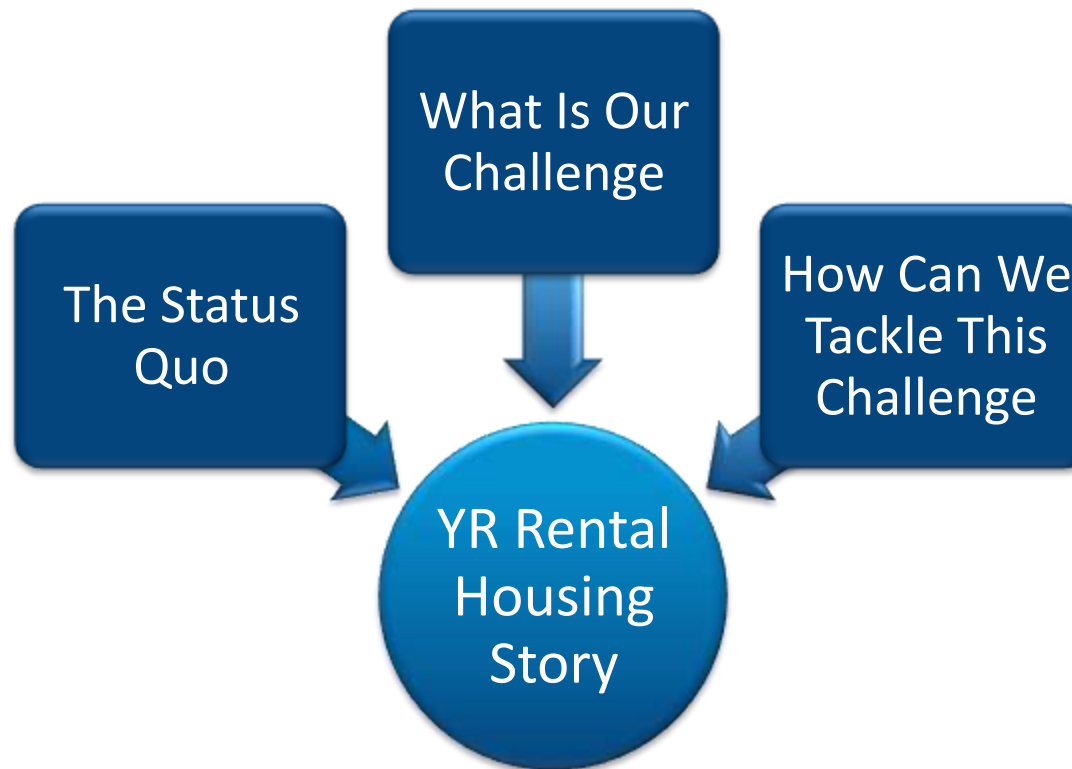 What Is Our
Challenge
The Status
Quo
How Can We
Tackle This
Challenge
YR Rental
Housing
Story